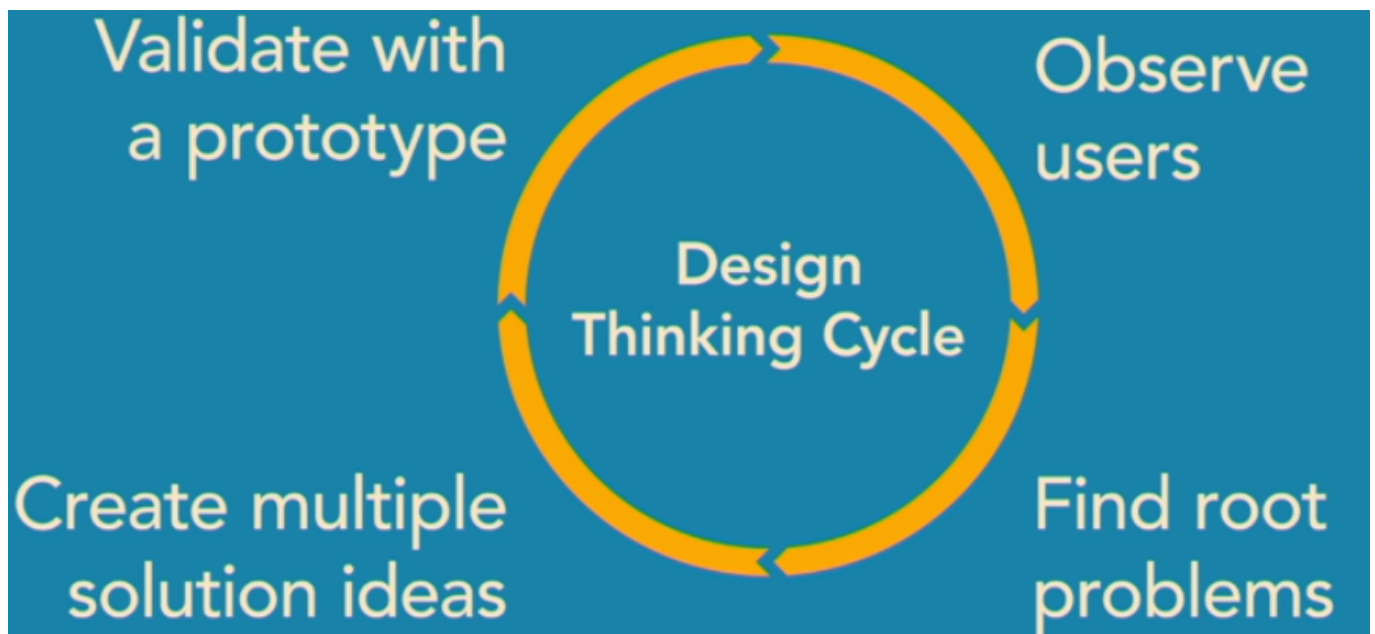 Validate with
a prototype
Observe
users
Design
Thinking Cycle
Create multiple
solution ideas
Find root
problems